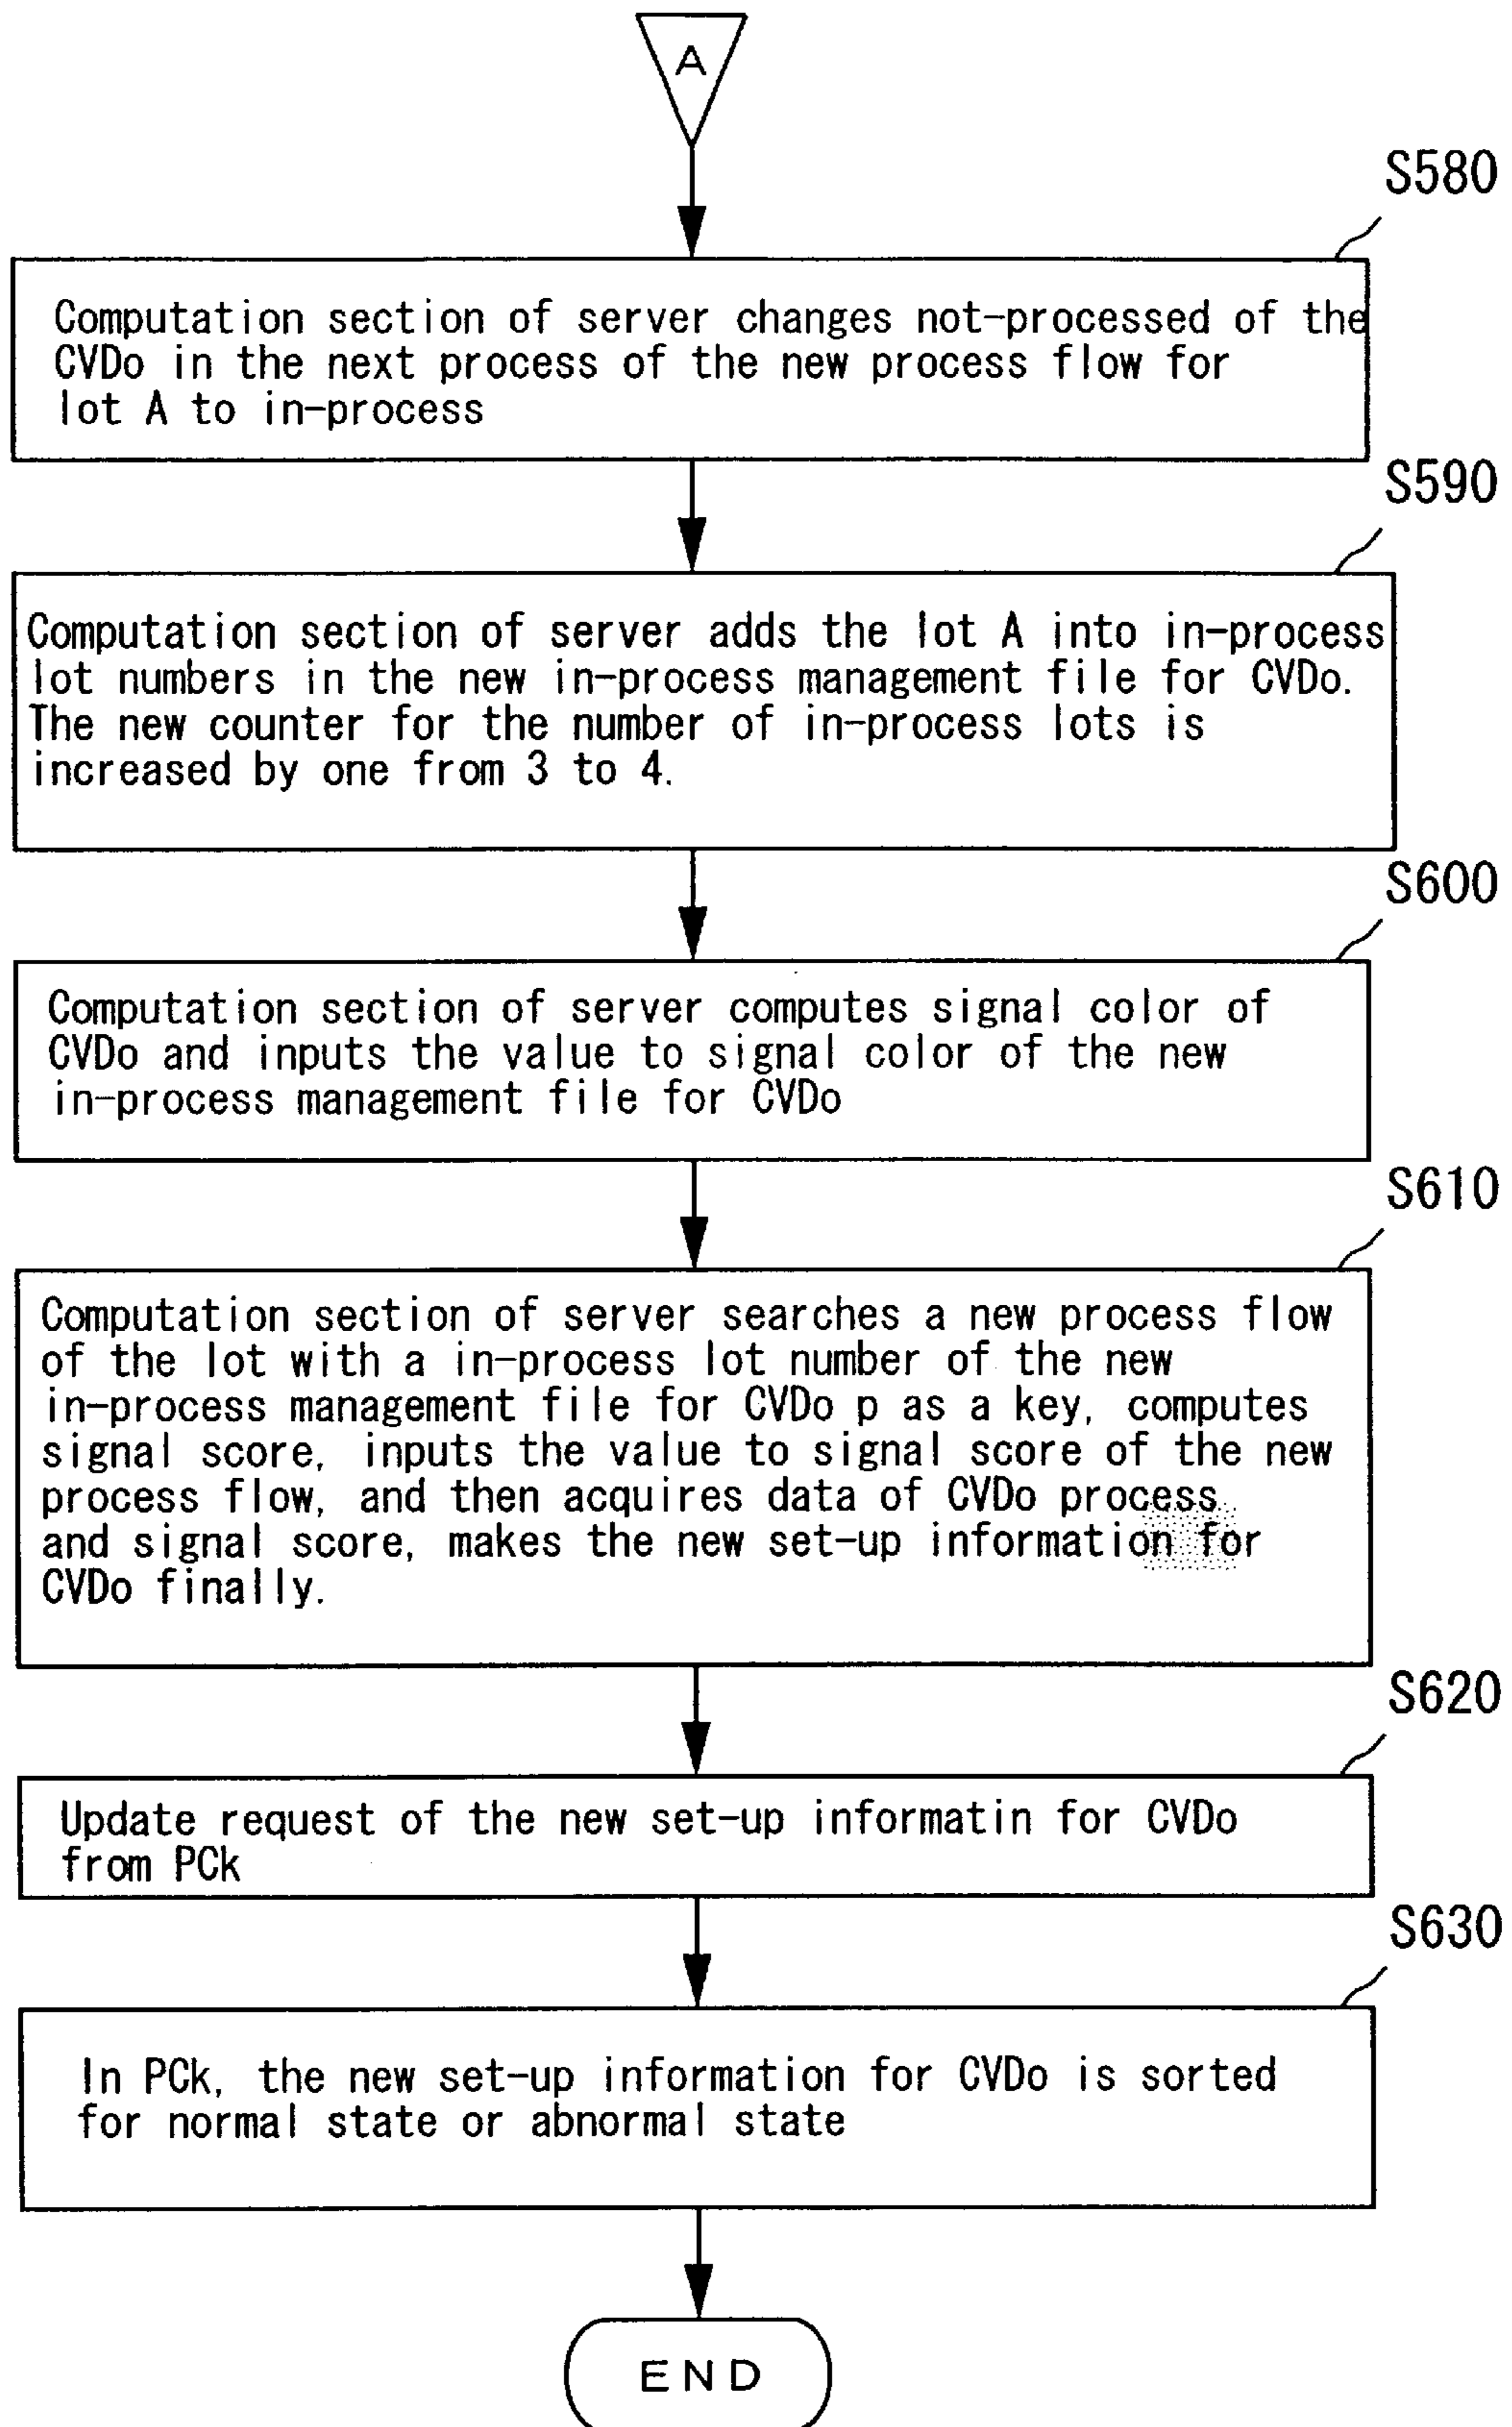 A
S580
Computation section of server changes not-processed of the
CVDo in the next process of the new process flow for
lot A to in-process
S590
Computation section of server adds the lot A into in-process
lot numbers in the new in-process management file for CVDo.
The new counter for the number of in-process lots is
increased by one from 3 to 4.
S600
Computation section of server computes signal color of
CVDo and inputs the value to signal color of the new
in-process management file for CVDo
S610
Computation section of server searches a new process flow
of the lot with a in-process lot number of the new
in-process management file for CVDo p as a key, computes
signal score, inputs the value to signal score of the new
process flow, and then acquires data of CVDo process
and signal score, makes the new set-up information for
CVDo finally.
S620
Update request of the new set-up informatin for CVDo
from PCk
S630
In PCk, the new set-up information for CVDo is sorted
for normal state or abnormal state
END